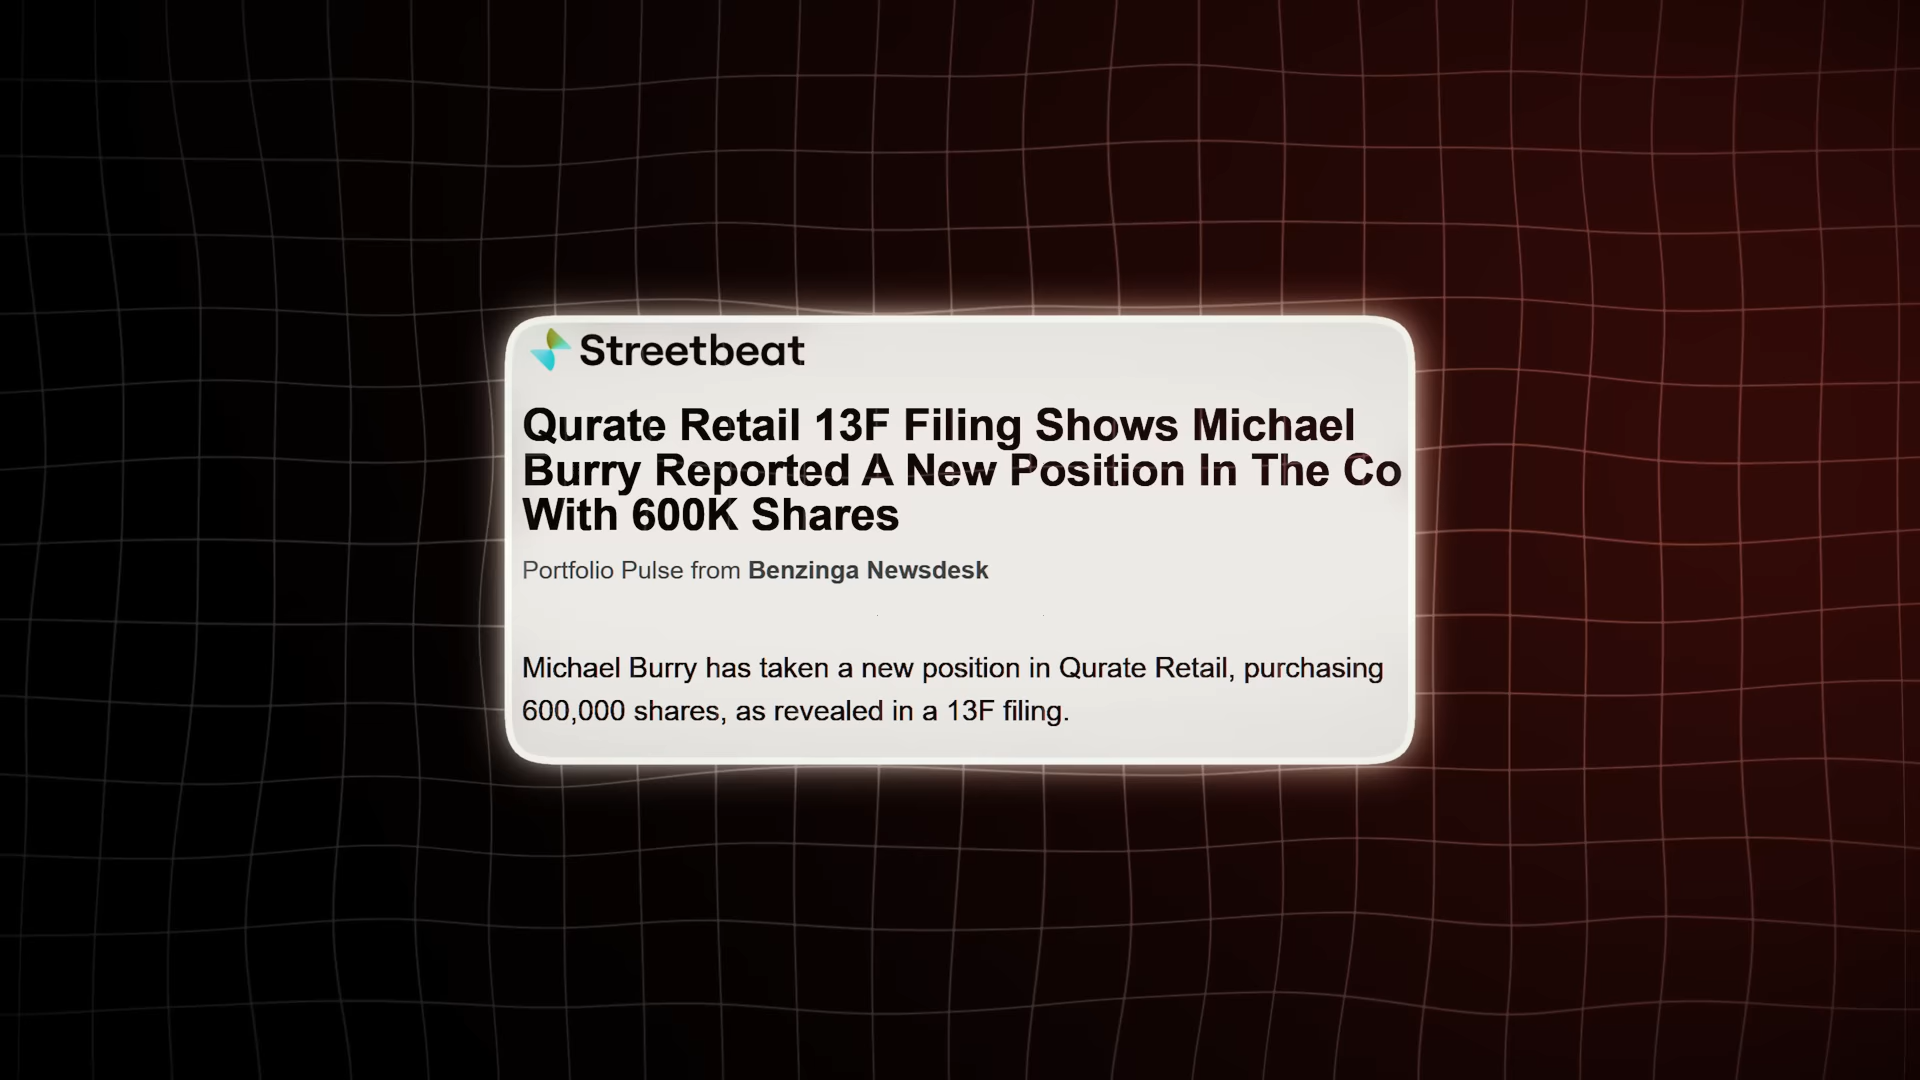 Streetbeat
Qurate Retail 13F Filing Shows Michael
Burry Reported A New Position In The Co
With 600K Shares
Portfolio Pulse from Benzinga Newsdesk
Michael Burry has taken a new position in Qurate Retail, purchasing
600,000 shares, as revealed in a 13F filing.